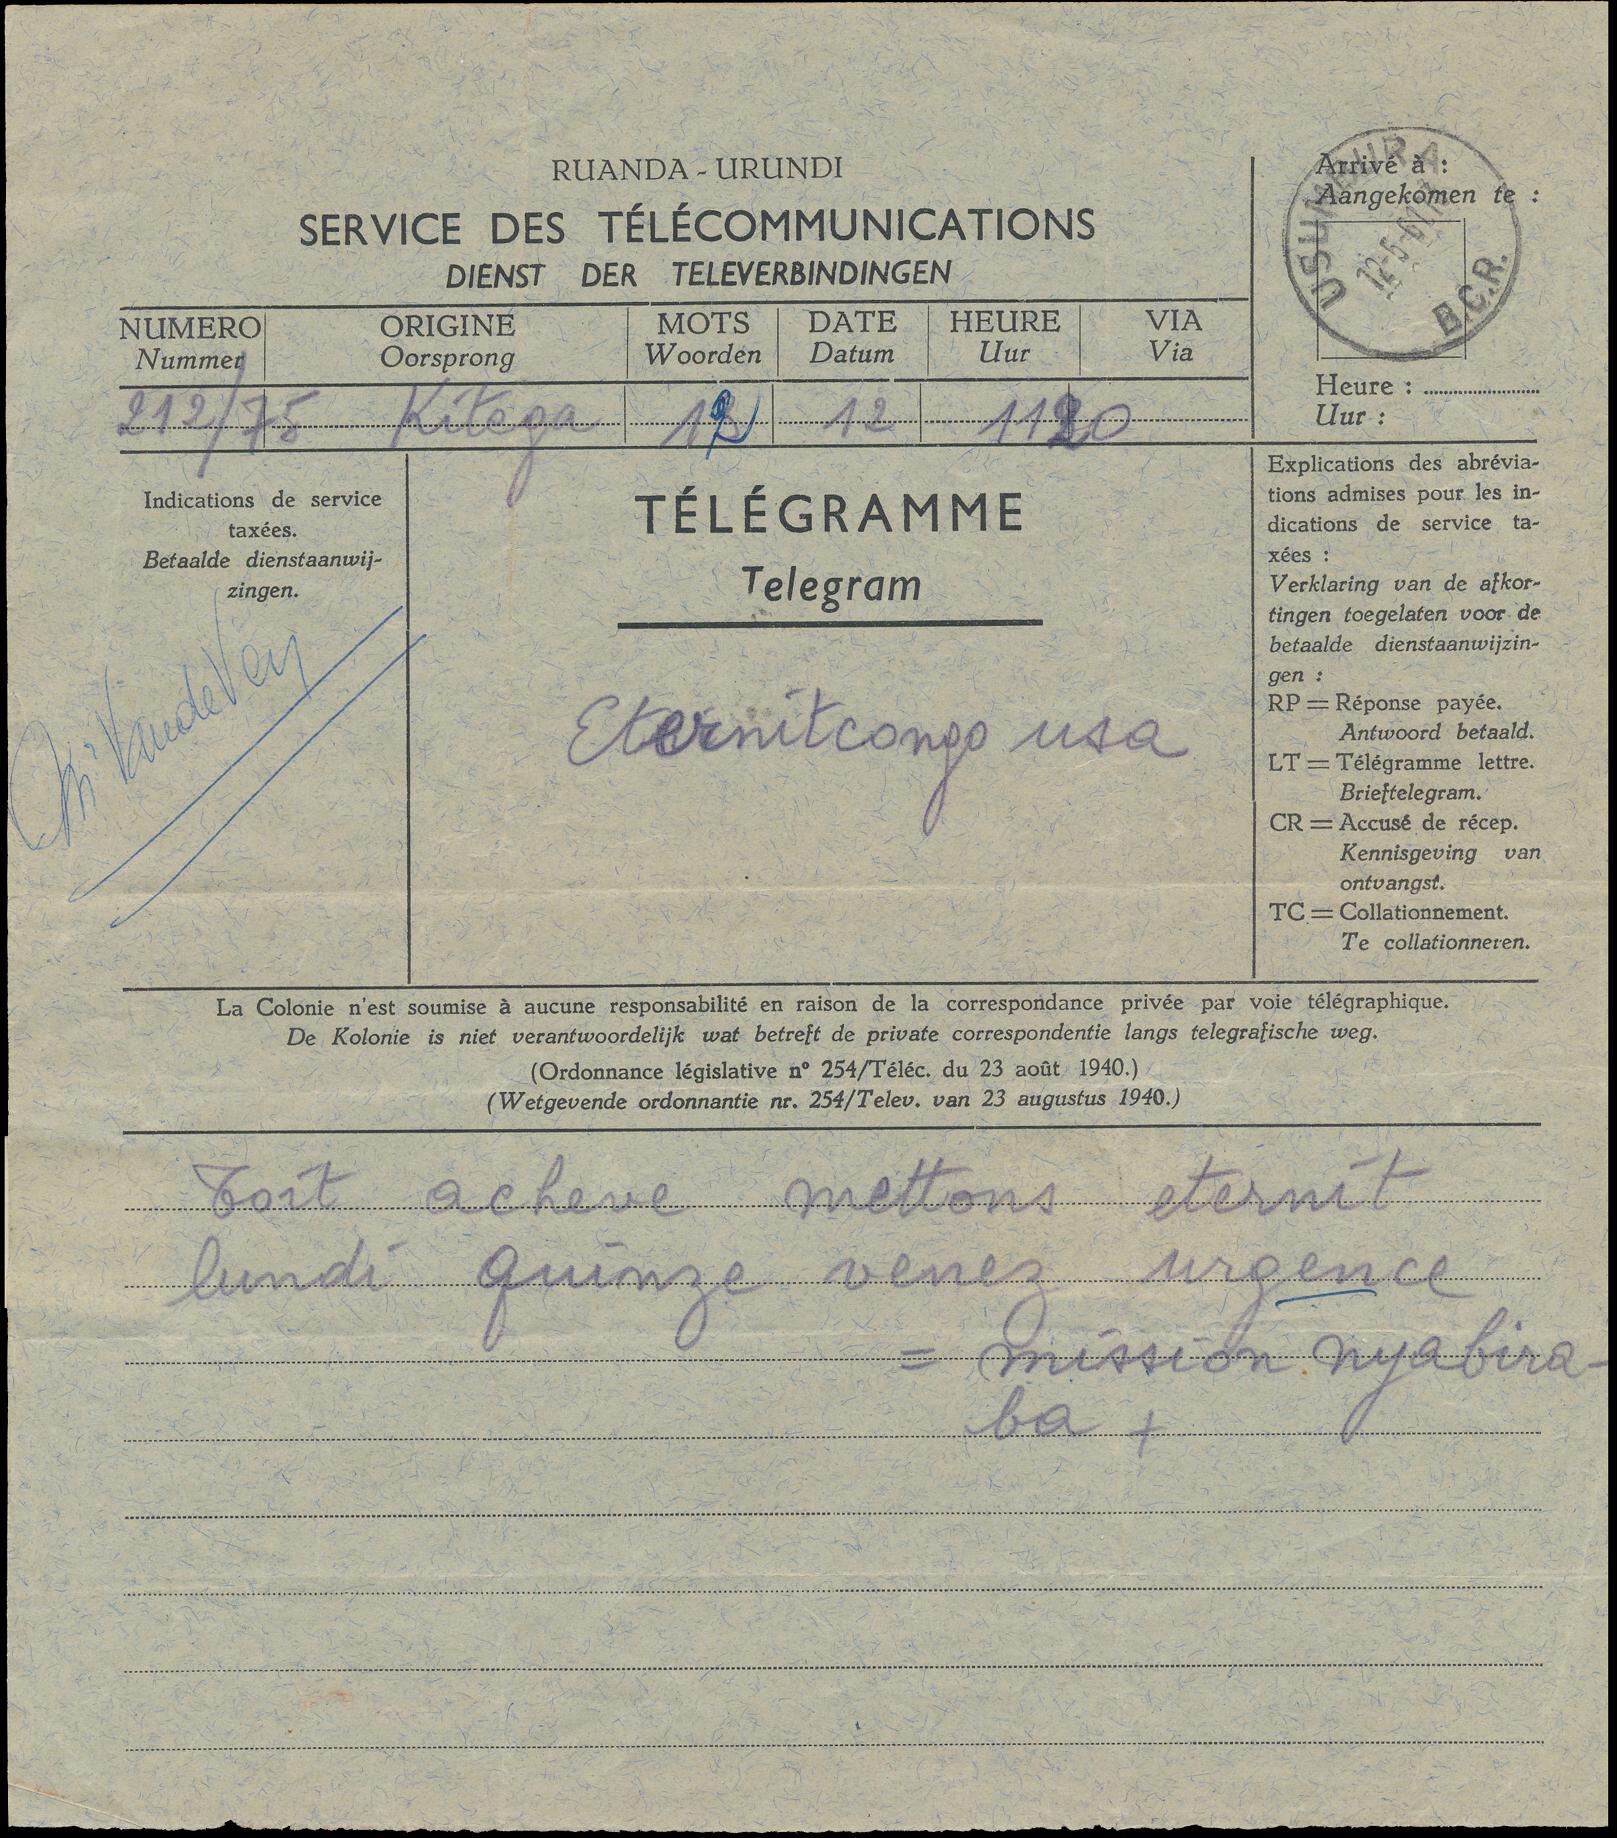 RUANDA - URUNDI
SERVICE DES TÉLÉCOMMUNICATIONS
DIENST DER TELEVERBINDINGEN
Arrivé à :
Aangekomen te :
USUMBURA
12-5-61
B.C.R.
Heure :
Uur :
NUMERO ORIGINE MOTS DATE HEURE VIA
Nummer Oorsprong Woorden Datum Uur Via
212/75 Kitega 12 12 1120
Indications de service
taxées.
Betaalde dienstaanwij-
zingen.
TÉLÉGRAMME
Telegram
Eternitcongo usa
Explications des abrévia-
tions admises pour les in-
dications de service ta-
xées :
Verklaring van de afkor-
tingen toegelaten voor de
betaalde dienstaanwijzin-
gen :
RP = Réponse payée.
Antwoord betaald.
LT = Télégramme lettre.
Brieftelegram.
CR = Accusé de récep.
Kennisgeving van
ontvangst.
TC = Collationnement.
Te collationneren.
La Colonie n'est soumise à aucune responsabilité en raison de la correspondance privée par voie télégraphique.
De Kolonie is niet verantwoordelijk wat betreft de private correspondentie langs telegrafische weg.
(Ordonnance législative nº 254/Téléc. du 23 août 1940.)
(Wetgevende ordonnantie nr. 254/Telev. van 23 augustus 1940.)
Toit acheve mettons eternit
lundi quinze venez urgence
= mission nyabira-
ba +